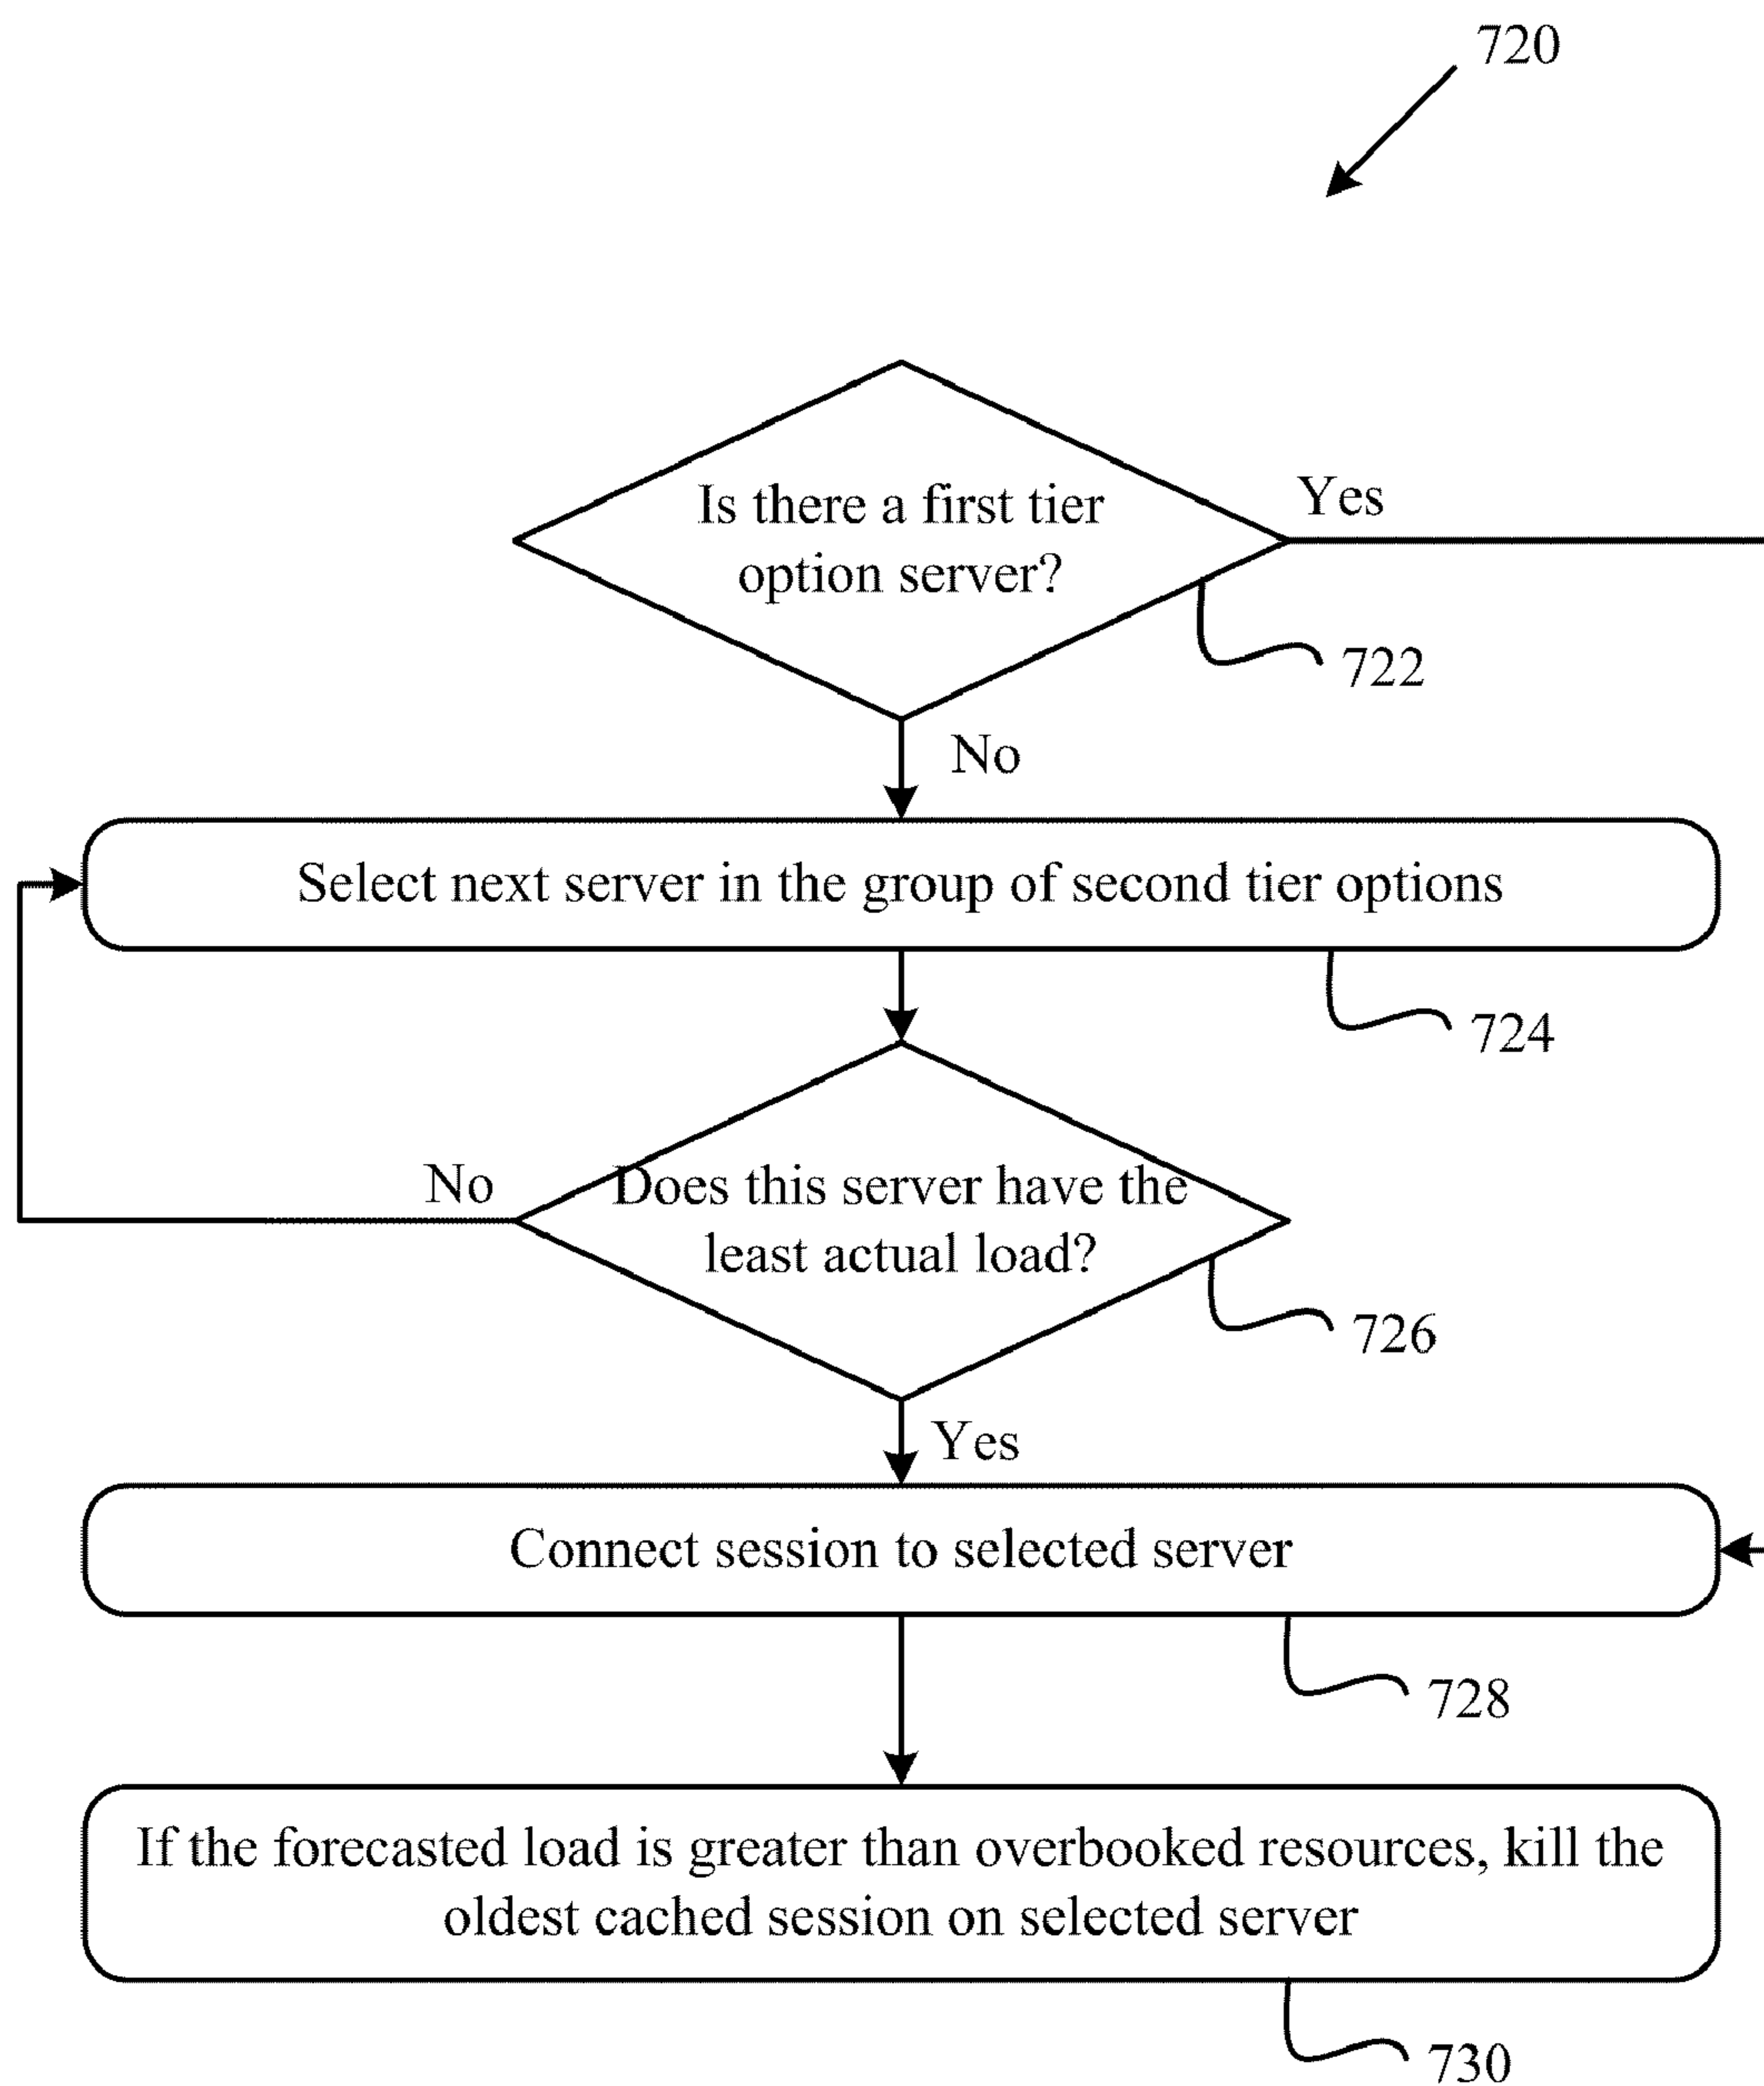 720
Is there a first tier
option server?
Yes
722
No
Select next server in the group of second tier options
724
No
Does this server have the
least actual load?
726
Yes
Connect session to selected server
728
If the forecasted load is greater than overbooked resources, kill the
oldest cached session on selected server
730